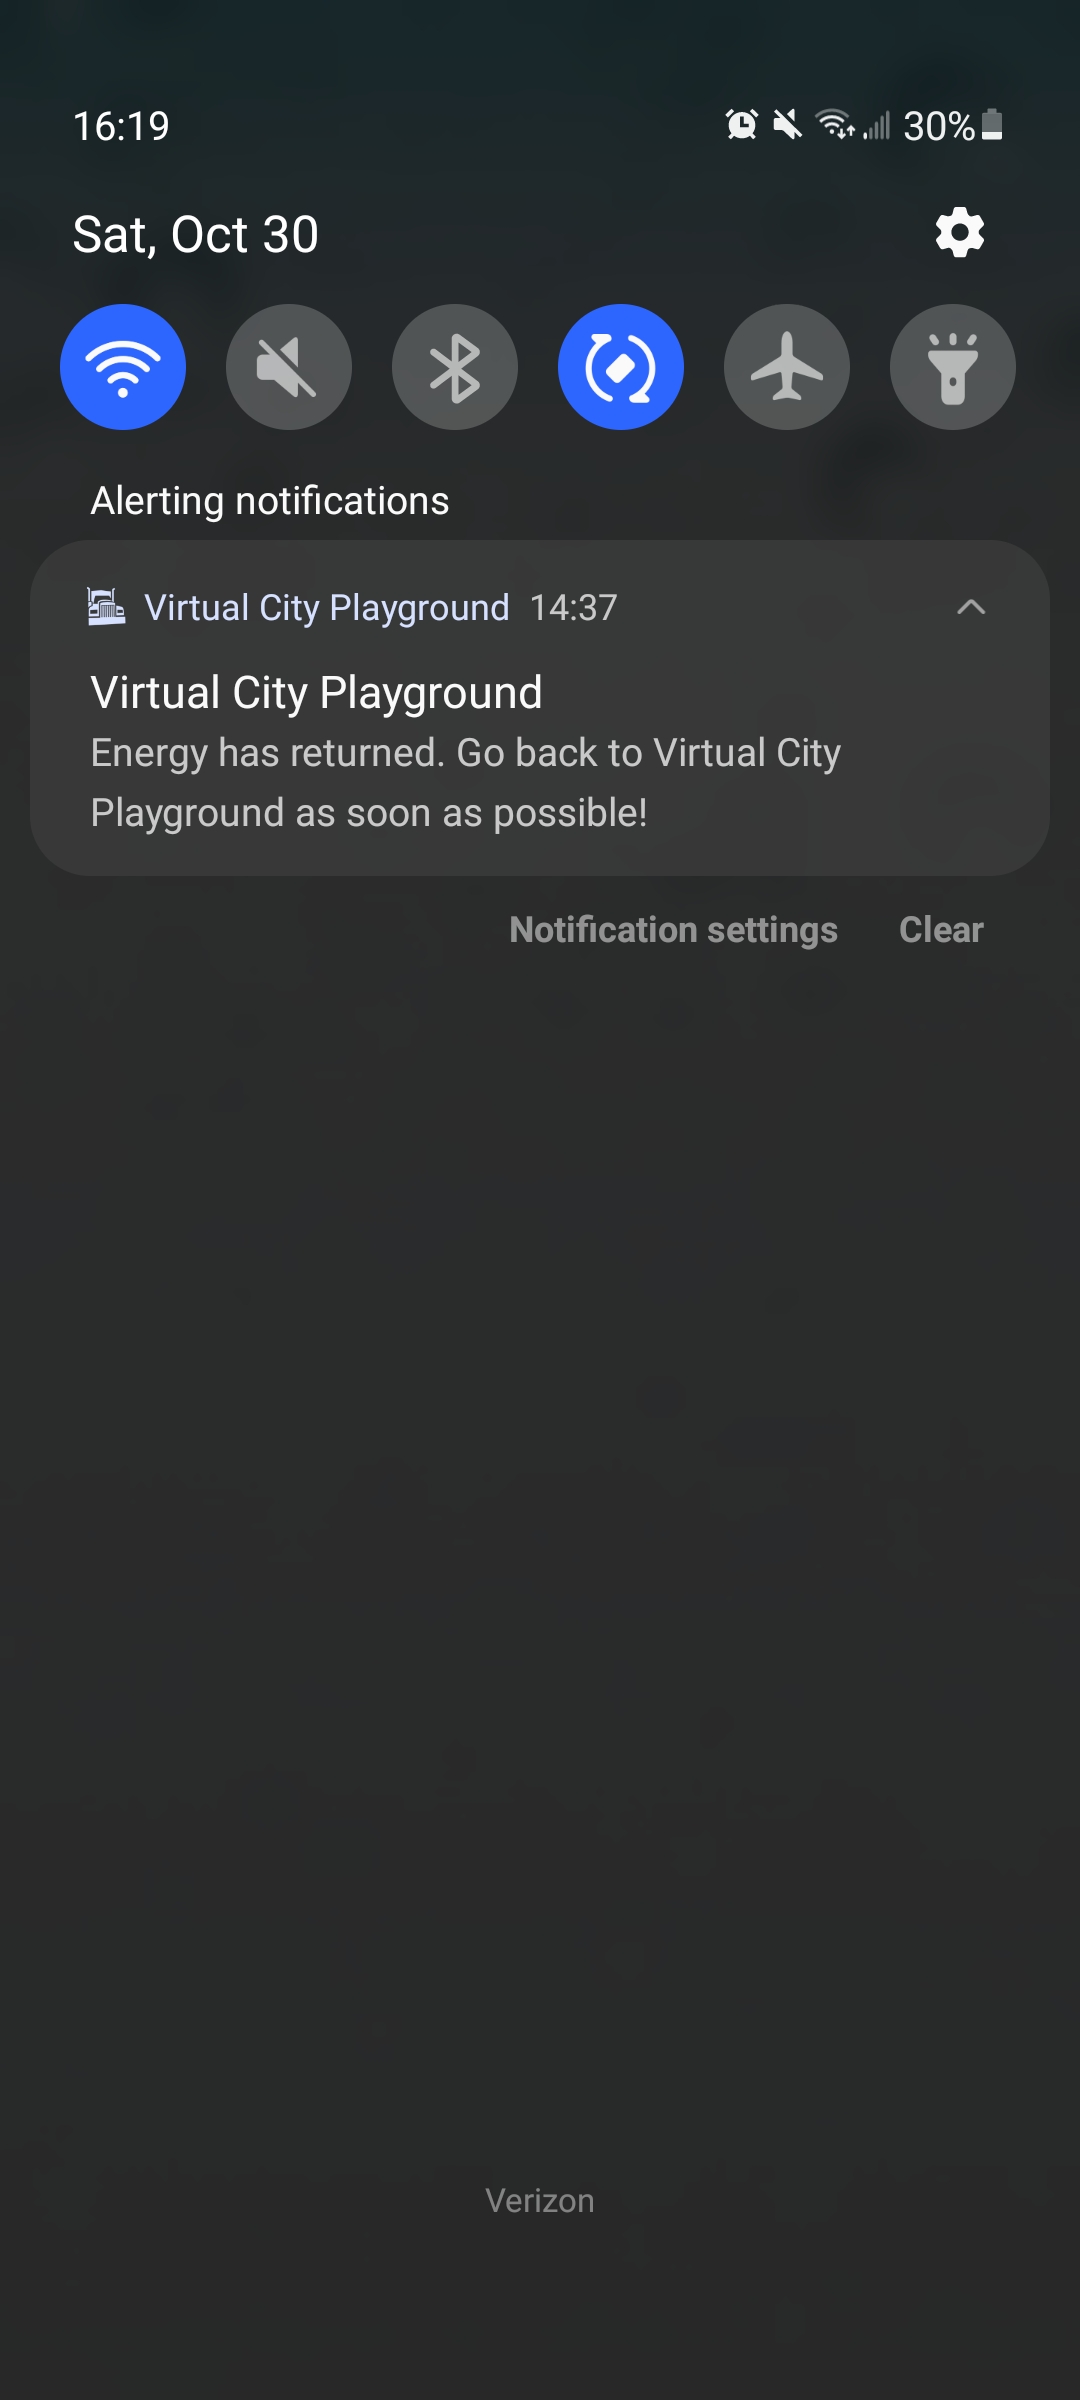 16:19 30%
Sat, Oct 30
Alerting notifications
Virtual City Playground 14:37
Virtual City Playground
Energy has returned. Go back to Virtual City
Playground as soon as possible!
Notification settings Clear
Verizon